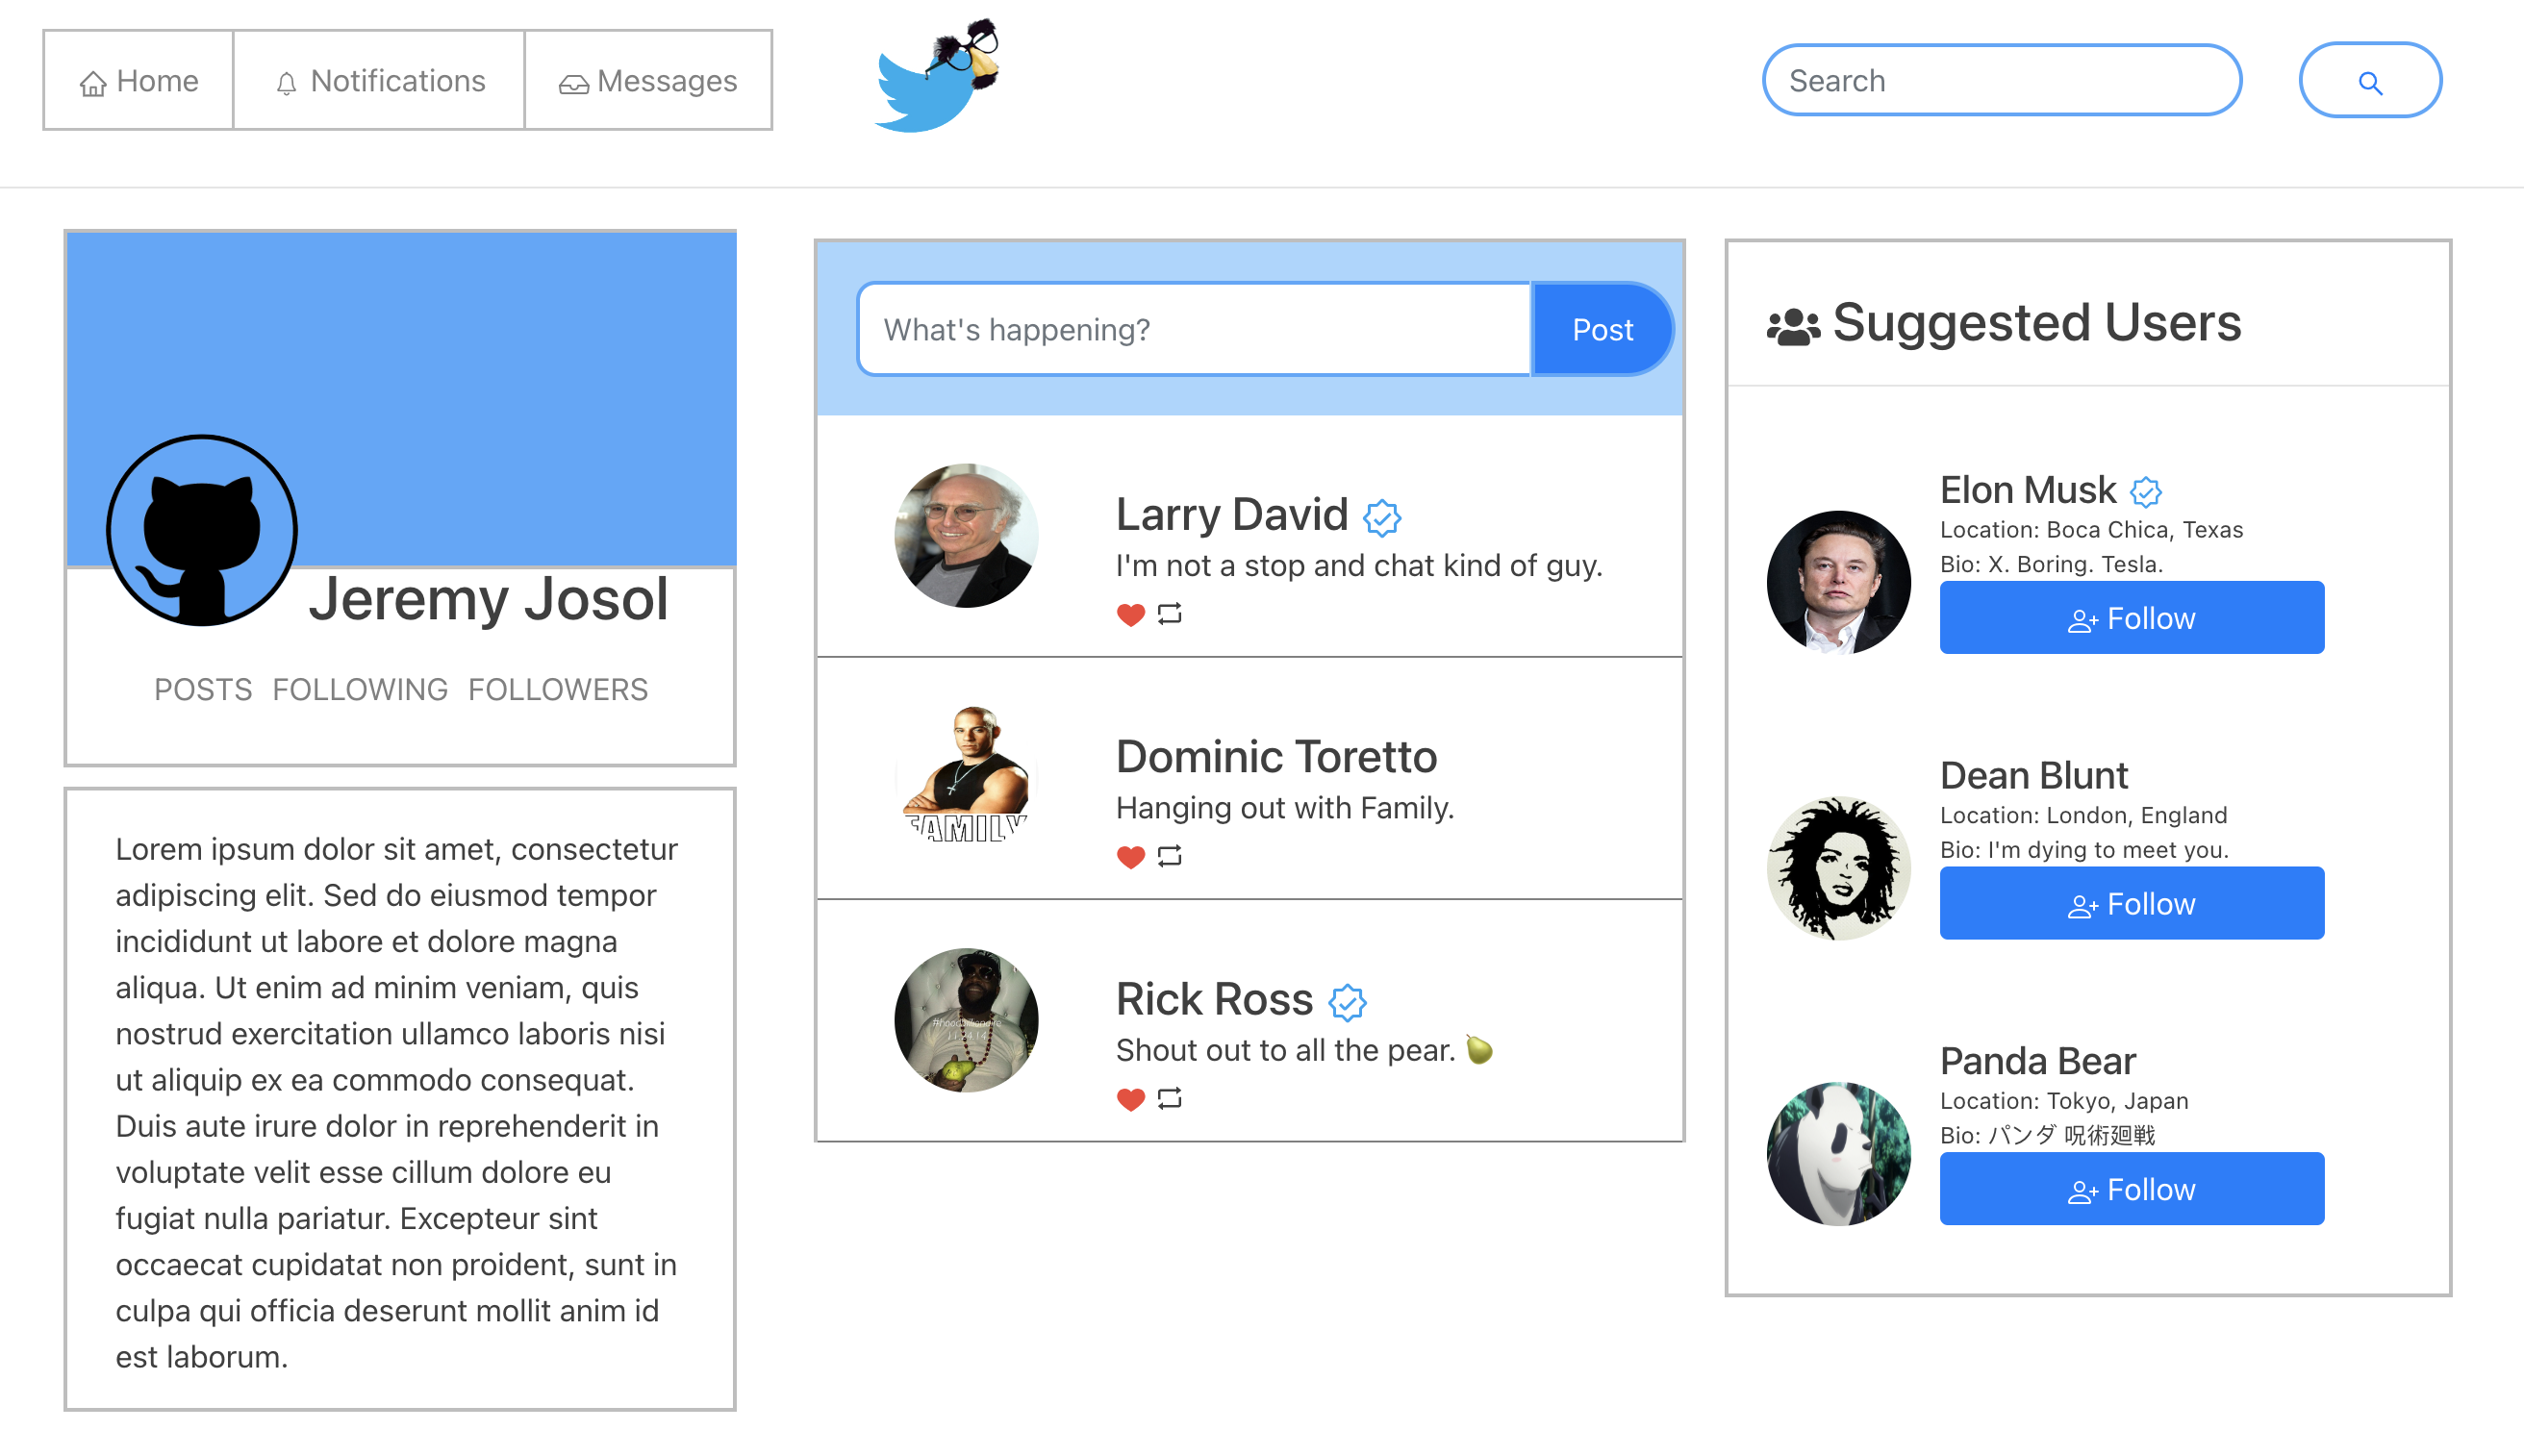 Home
Notifications
Messages
Search
Jeremy Josol
POSTS FOLLOWING FOLLOWERS
Lorem ipsum dolor sit amet, consectetur
adipiscing elit. Sed do eiusmod tempor
incididunt ut labore et dolore magna
aliqua. Ut enim ad minim veniam, quis
nostrud exercitation ullamco laboris nisi
ut aliquip ex ea commodo consequat.
Duis aute irure dolor in reprehenderit in
voluptate velit esse cillum dolore eu
fugiat nulla pariatur. Excepteur sint
occaecat cupidatat non proident, sunt in
culpa qui officia deserunt mollit anim id
est laborum.
What's happening?
Post
Larry David
I'm not a stop and chat kind of guy.
FAMILY
Dominic Toretto
Hanging out with Family.
Rick Ross
Shout out to all the pear. 🍐
Suggested Users
Elon Musk
Location: Boca Chica, Texas
Bio: X. Boring. Tesla.
Follow
Dean Blunt
Location: London, England
Bio: I'm dying to meet you.
Follow
Panda Bear
Location: Tokyo, Japan
Bio: パンダ 呪術廻戦
Follow